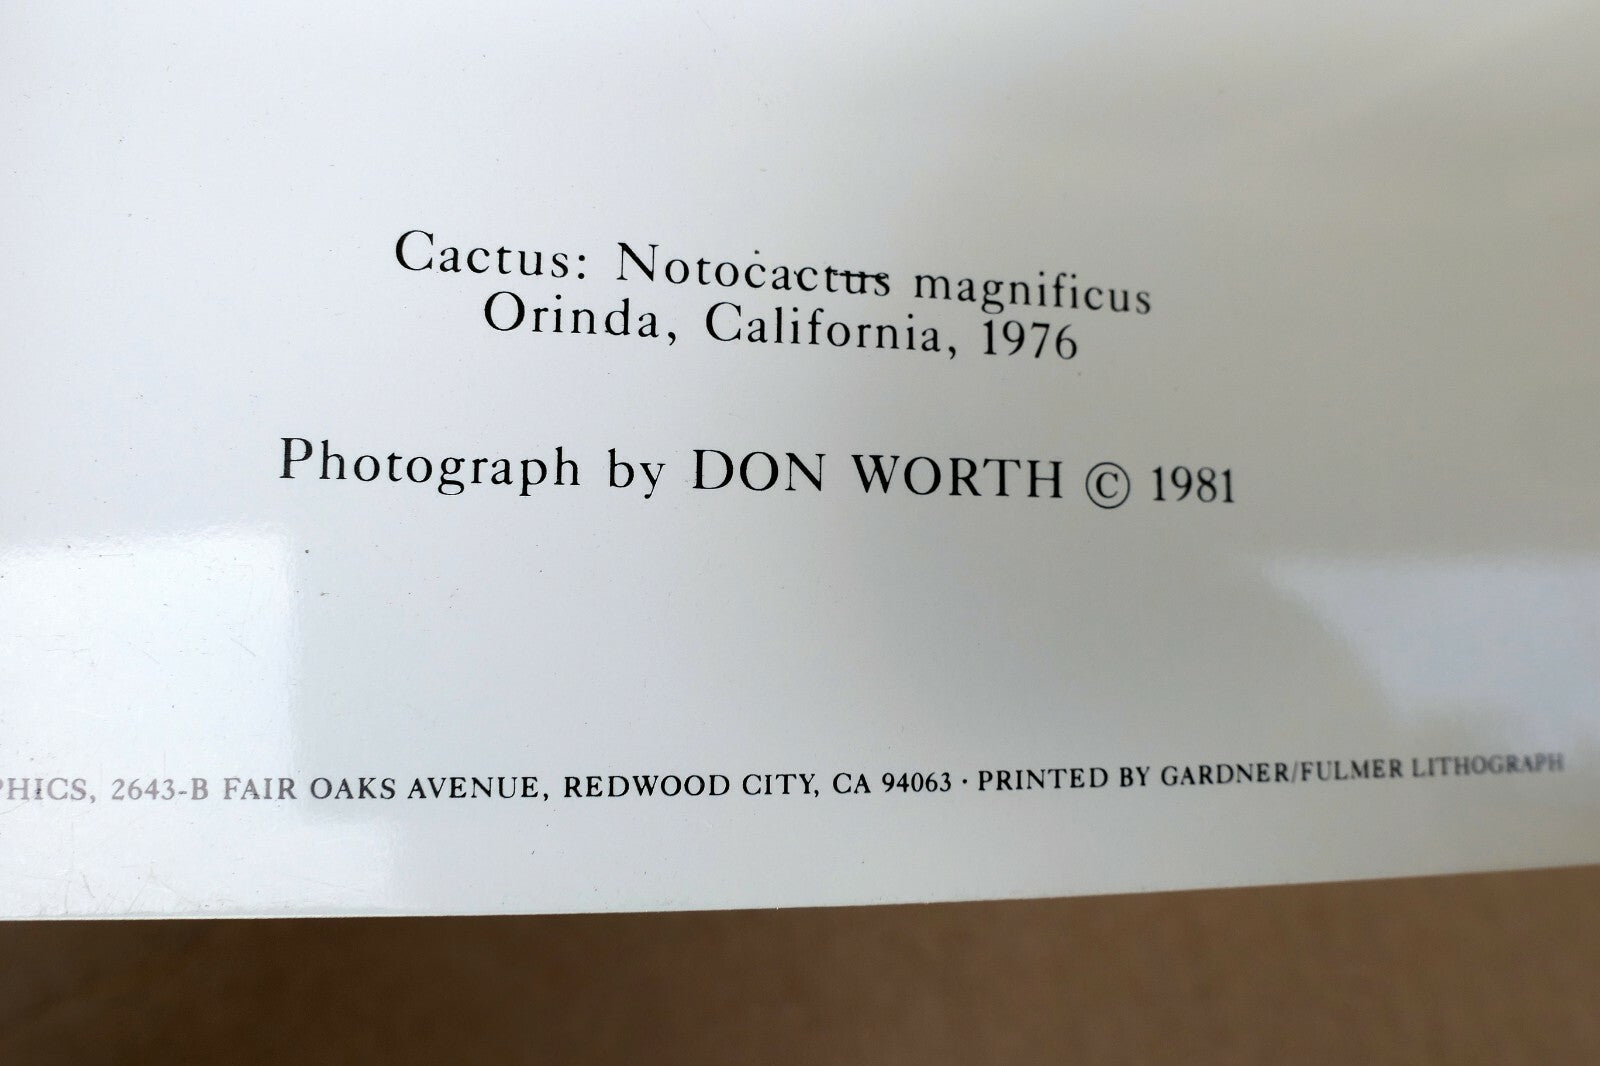 Cactus: Notocactus magnificus
Orinda, California, 1976
Photograph by DON WORTH © 1981
PHICS, 2643-B FAIR OAKS AVENUE, REDWOOD CITY, CA 94063 · PRINTED BY GARDNER/FULMER LITHOGRAPH